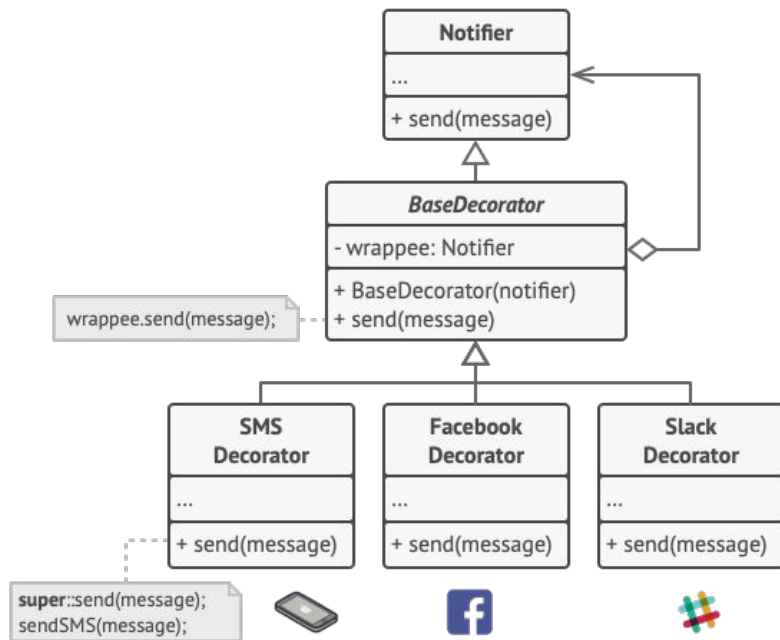 Notifier
...
+ send(message)
BaseDecorator
- wrappee: Notifier
+ BaseDecorator(notifier)
+ send(message)
wrappee.send(message);
SMS
Decorator
...
+ send(message)
Facebook
Decorator
...
+ send(message)
Slack
Decorator
...
+ send(message)
super::send(message);
sendSMS(message);